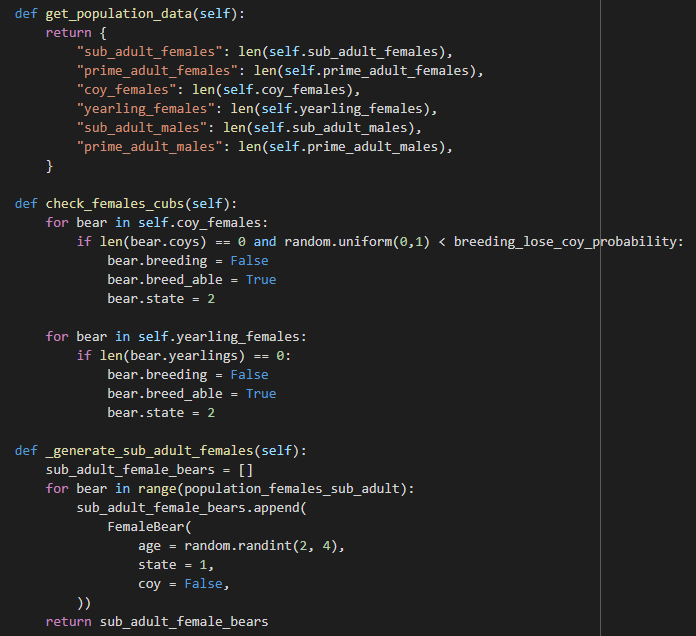 def get_population_data(self):
    return {
        "sub_adult_females": len(self.sub_adult_females),
        "prime_adult_females": len(self.prime_adult_females),
        "coy_females": len(self.coy_females),
        "yearling_females": len(self.yearling_females),
        "sub_adult_males": len(self.sub_adult_males),
        "prime_adult_males": len(self.prime_adult_males),
    }

def check_females_cubs(self):
    for bear in self.coy_females:
        if len(bear.coys) == 0 and random.uniform(0,1) < breeding_lose_coy_probability:
            bear.breeding = False
            bear.breed_able = True
            bear.state = 2

    for bear in self.yearling_females:
        if len(bear.yearlings) == 0:
            bear.breeding = False
            bear.breed_able = True
            bear.state = 2

def _generate_sub_adult_females(self):
    sub_adult_female_bears = []
    for bear in range(population_females_sub_adult):
        sub_adult_female_bears.append(
            FemaleBear(
                age = random.randint(2, 4),
                state = 1,
                coy = False,
        ))
    return sub_adult_female_bears